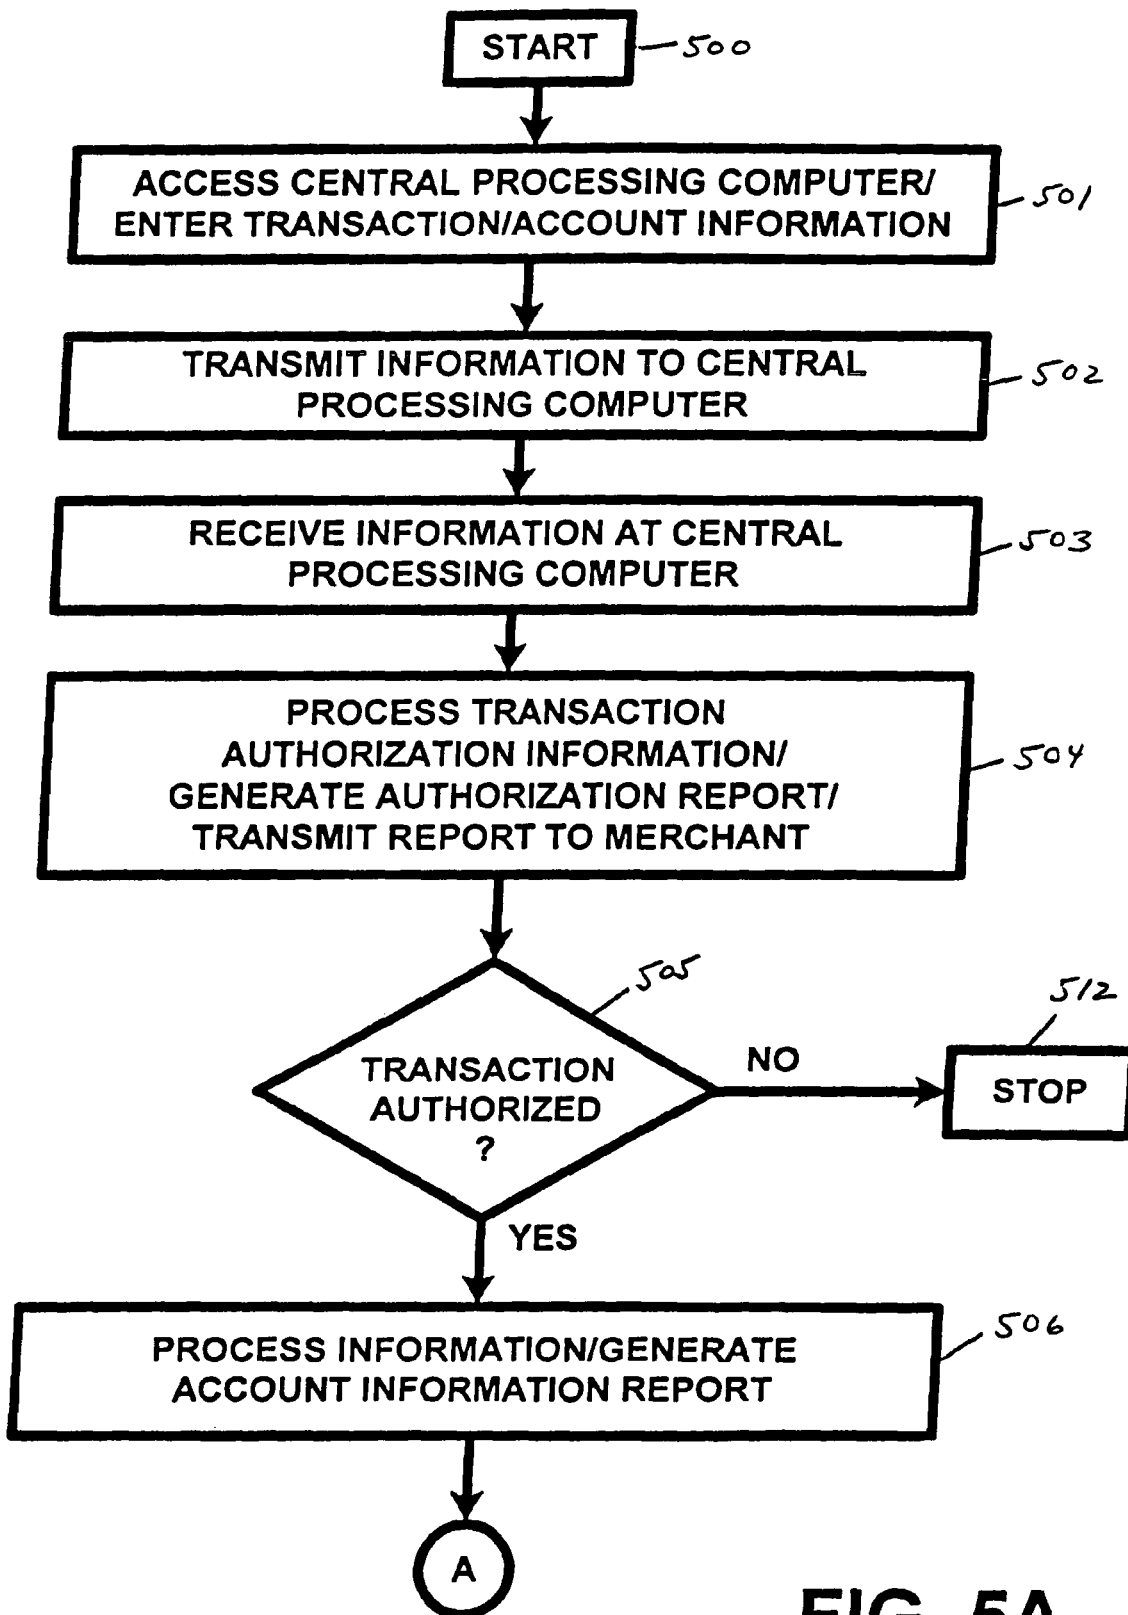 START
500
ACCESS CENTRAL PROCESSING COMPUTER/
ENTER TRANSACTION/ACCOUNT INFORMATION
501
TRANSMIT INFORMATION TO CENTRAL
PROCESSING COMPUTER
502
RECEIVE INFORMATION AT CENTRAL
PROCESSING COMPUTER
503
PROCESS TRANSACTION
AUTHORIZATION INFORMATION/
GENERATE AUTHORIZATION REPORT/
TRANSMIT REPORT TO MERCHANT
504
TRANSACTION
AUTHORIZED
?
505
NO
STOP
512
YES
PROCESS INFORMATION/GENERATE
ACCOUNT INFORMATION REPORT
506
A
FIG. 5A